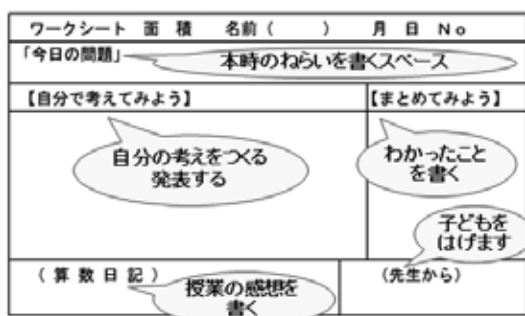 ワークシート 面 積 名前（ ） 月 日 No
「今日の問題」
本時のねらいを書くスペース
【自分で考えてみよう】
【まとめてみよう】
自分の考えをつくる
発表する
わかったこと
を書く
子どもを
はげます
（算 数 日 記）
授業の感想を
書く
（先生から）